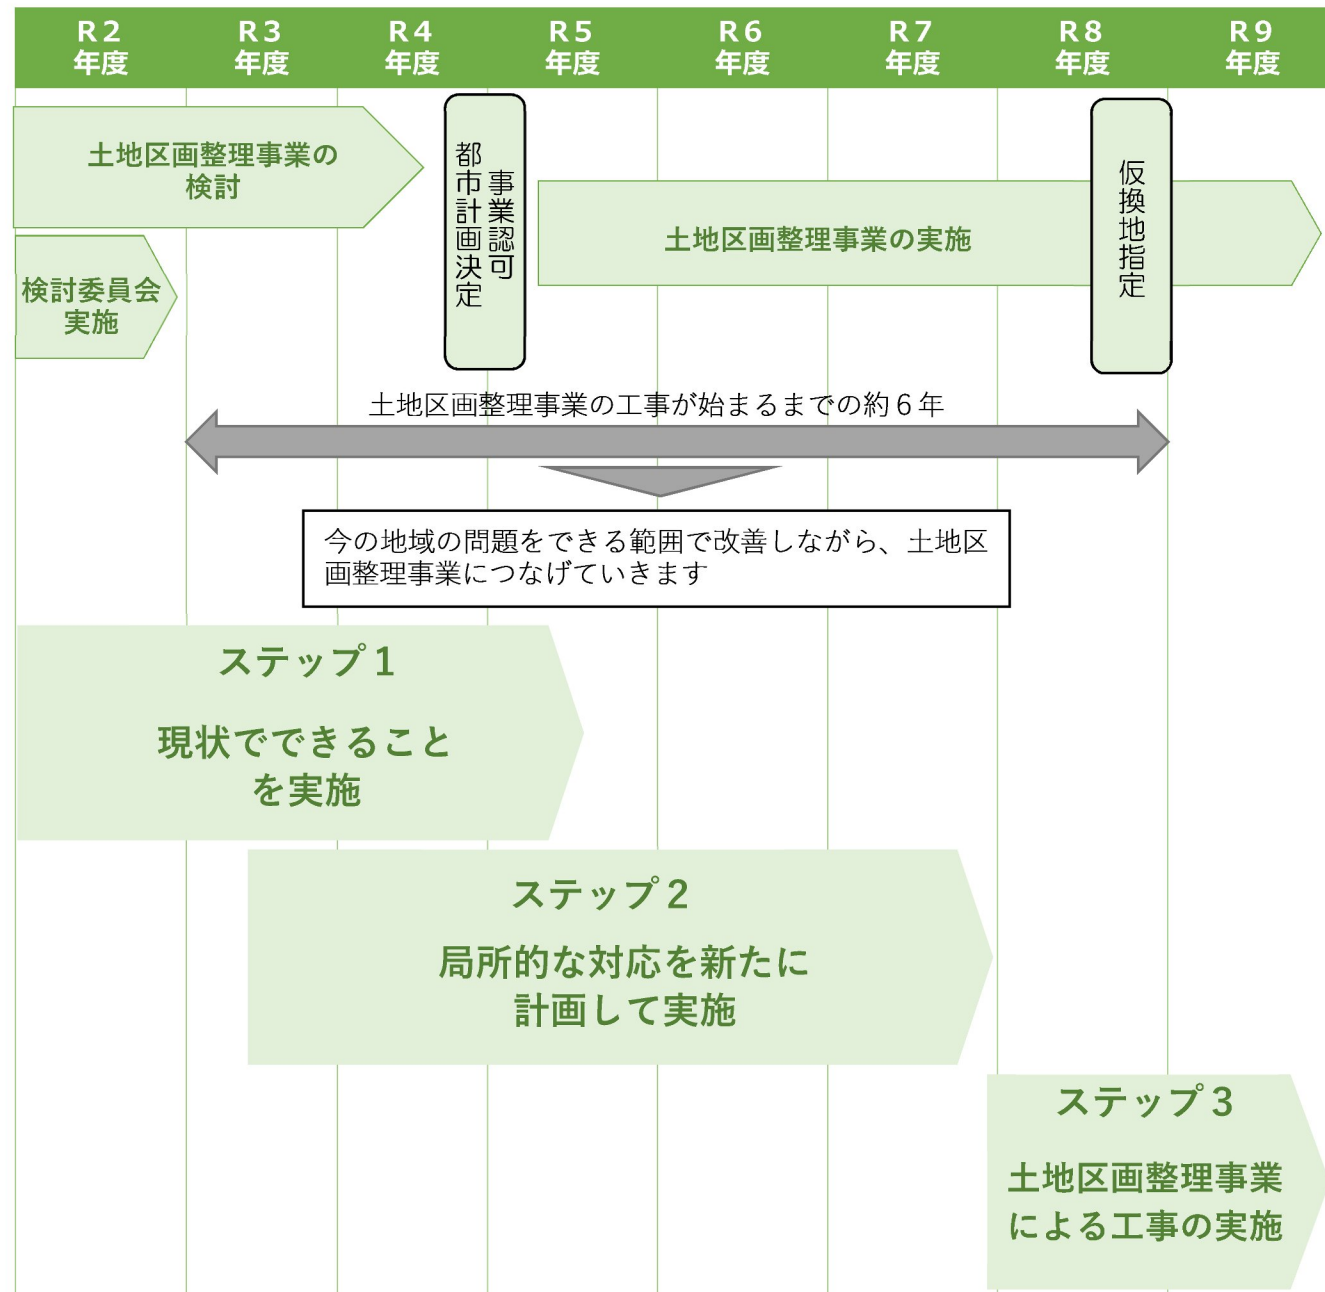 R2
年度
R3
年度
R4
年度
R5
年度
R6
年度
R7
年度
R8
年度
R9
年度
土地区画整理事業の
検討
検討委員会
実施
事業認可
都市計画決定
土地区画整理事業の実施
仮換地指定
土地区画整理事業の工事が始まるまでの約6年
今の地域の問題をできる範囲で改善しながら、土地区
画整理事業につなげていきます
ステップ1
現状でできること
を実施
ステップ2
局所的な対応を新たに
計画して実施
ステップ3
土地区画整理事業
による工事の実施